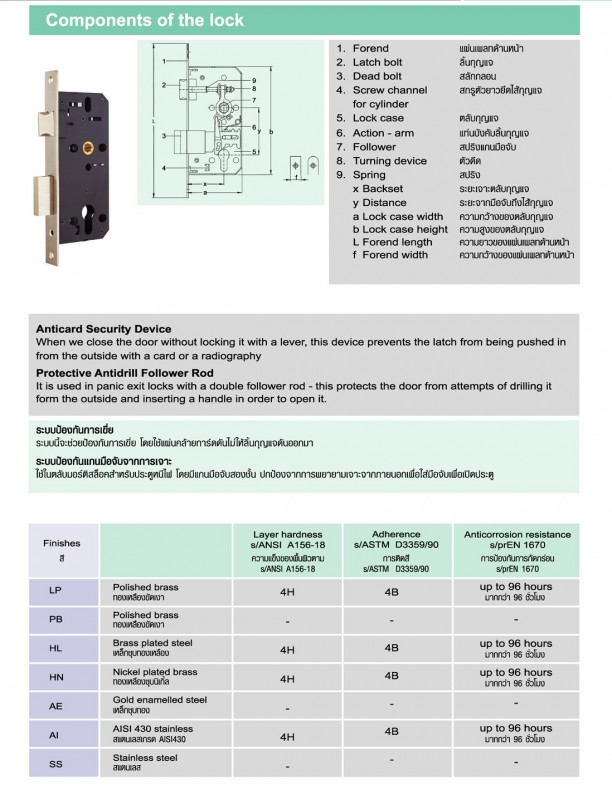 Components of the lock
1
2
3
4
L
9
8
7
6
5
y
b
x
a
f
1. Forend แผ่นเพลทด้านหน้า
2. Latch bolt ลิ้นกุญแจ
3. Dead bolt สลักกลอน
4. Screw channel สกรูตัวยาวยึดไส้กุญแจ
for cylinder
5. Lock case ตลับกุญแจ
6. Action - arm แก่นบังคับลิ้นกุญแจ
7. Follower สปริงแกนมือจับ
8. Turning device ตัวดีด
9. Spring สปริง
x Backset ระยะเจาะตลับกุญแจ
y Distance ระยะจากมือจับถึงไส้กุญแจ
a Lock case width ความกว้างของตลับกุญแจ
b Lock case height ความสูงของตลับกุญแจ
L Forend length ความยาวของแผ่นเพลทด้านหน้า
f Forend width ความกว้างของแผ่นเพลทด้านหน้า
Anticard Security Device
When we close the door without locking it with a lever, this device prevents the latch from being pushed in
from the outside with a card or a radiography
Protective Antidrill Follower Rod
It is used in panic exit locks with a double follower rod - this protects the door from attempts of drilling it
form the outside and inserting a handle in order to open it.
ระบบป้องกันการเขี่ย
ระบบนี้จะช่วยป้องกันการเขี่ย โดยใช้แผ่นคล้ายการ์ดดันไม่ให้ลิ้นกุญแจดันออกมา
ระบบป้องกันแกนมือจับจากการเจาะ
ใช้ในตลับมอร์ติสล็อคสำหรับประตูหนีไฟ โดยมีแกนมือจับสองชั้น ปกป้องจากการพยายามเจาะจากภายนอกเพื่อใส่มือจับเพื่อเปิดประตู
Finishes
สี
Layer hardness
s/ANSI A156-18
ความแข็งของพื้นผิวตาม
s/ANSI A156-18
Adherence
s/ASTM D3359/90
การติดสี
s/ASTM D3359/90
Anticorrosion resistance
s/prEN 1670
การป้องกันการกัดกร่อน
s/prEN 1670
LP Polished brass 4H 4B up to 96 hours
ทองเหลืองขัดเงา มากกว่า 96 ชั่วโมง
PB Polished brass - - -
ทองเหลืองขัดเงา
HL Brass plated steel 4H 4B up to 96 hours
เหล็กชุบทองเหลือง มากกว่า 96 ชั่วโมง
HN Nickel plated brass 4H 4B up to 96 hours
ทองเหลืองชุบนิเกิ้ล มากกว่า 96 ชั่วโมง
AE Gold enamelled steel - - -
เหล็กชุบทอง
AI AISI 430 stainless 4H 4B up to 96 hours
สแตนเลสเกรด AISI430 มากกว่า 96 ชั่วโมง
SS Stainless steel - - -
สแตนเลส